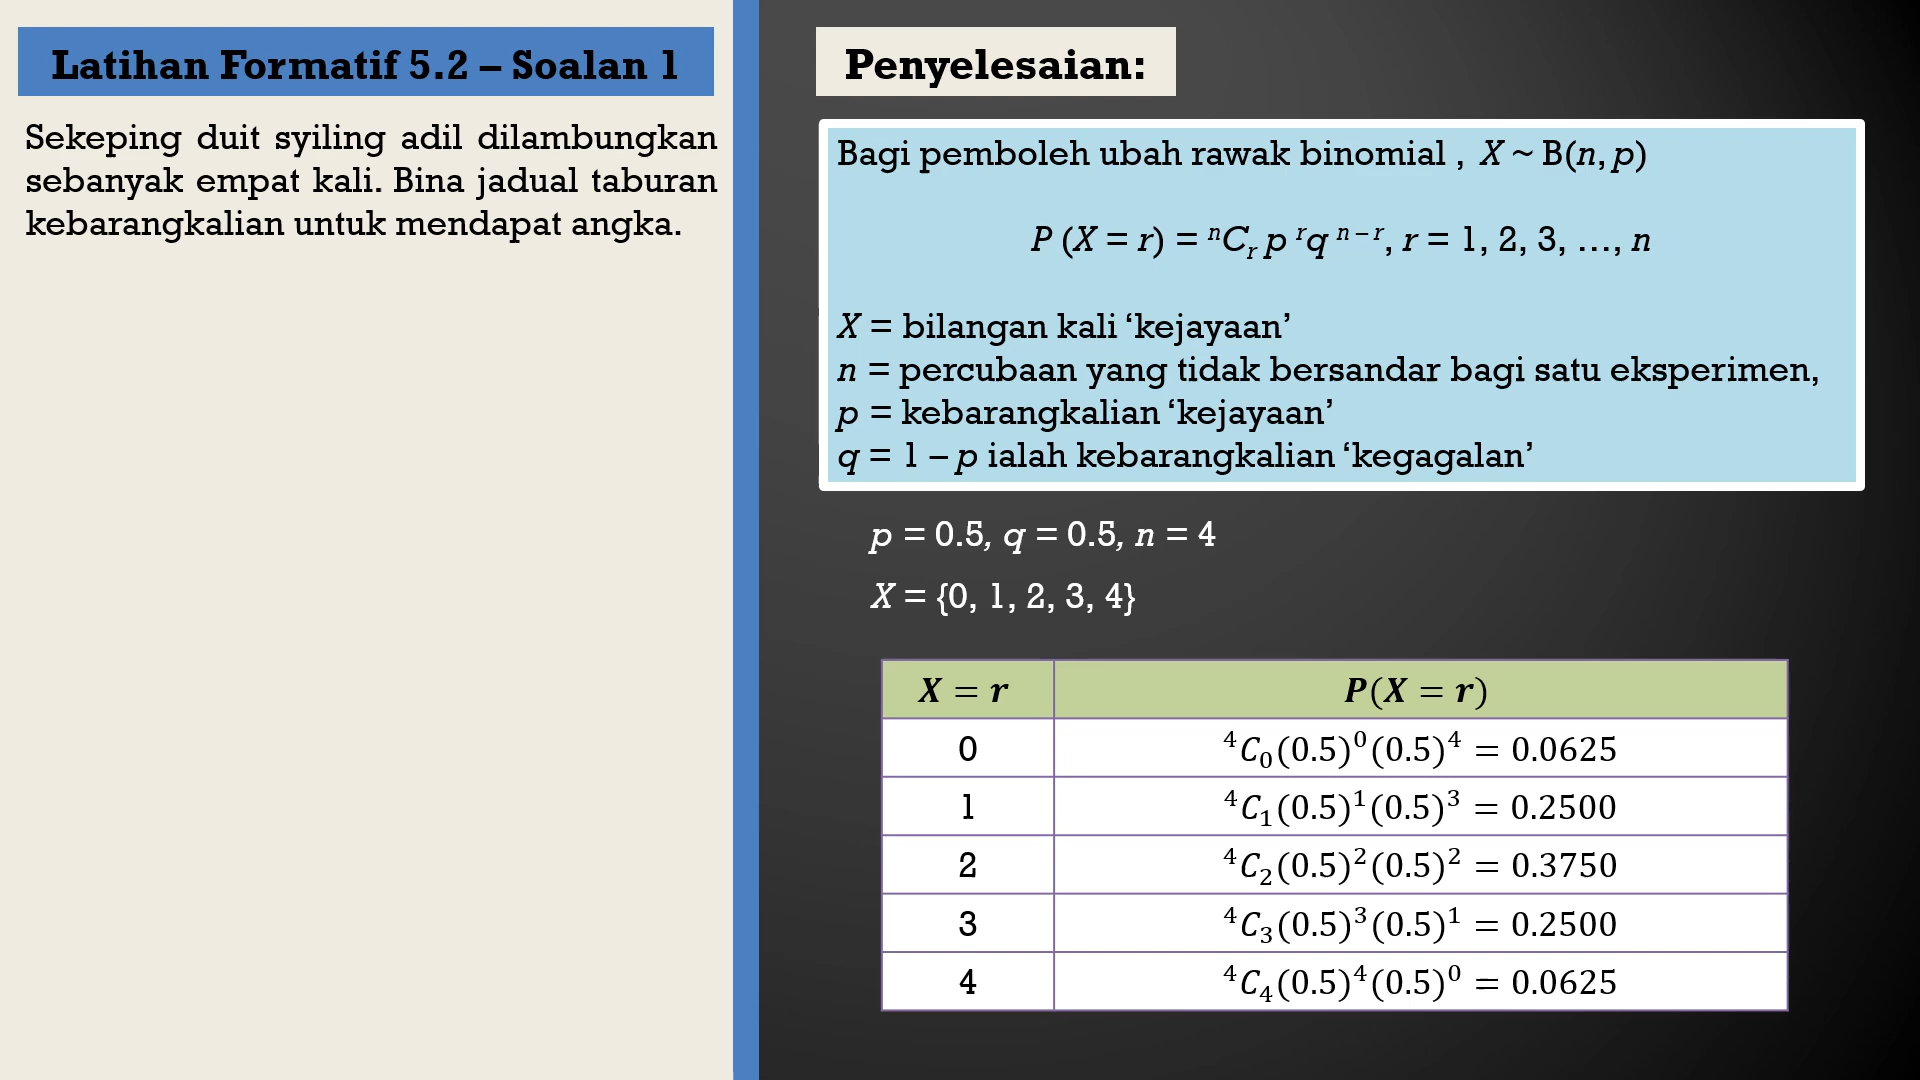 Latihan Formatif 5.2 – Soalan 1
Sekeping duit syiling adil dilambungkan
sebanyak empat kali. Bina jadual taburan
kebarangkalian untuk mendapat angka.
Penyelesaian:
Bagi pemboleh ubah rawak binomial , X ~ B(n, p)
P (X = r) = ⁿCᵣ p ʳq ⁿ ⁻ ʳ, r = 1, 2, 3, …, n
X = bilangan kali ‘kejayaan’
n = percubaan yang tidak bersandar bagi satu eksperimen,
p = kebarangkalian ‘kejayaan’
q = 1 – p ialah kebarangkalian ‘kegagalan’
p = 0.5, q = 0.5, n = 4
X = {0, 1, 2, 3, 4}
X = r P(X = r)
0 ⁴C₀(0.5)⁰(0.5)⁴ = 0.0625
1 ⁴C₁(0.5)¹(0.5)³ = 0.2500
2 ⁴C₂(0.5)²(0.5)² = 0.3750
3 ⁴C₃(0.5)³(0.5)¹ = 0.2500
4 ⁴C₄(0.5)⁴(0.5)⁰ = 0.0625